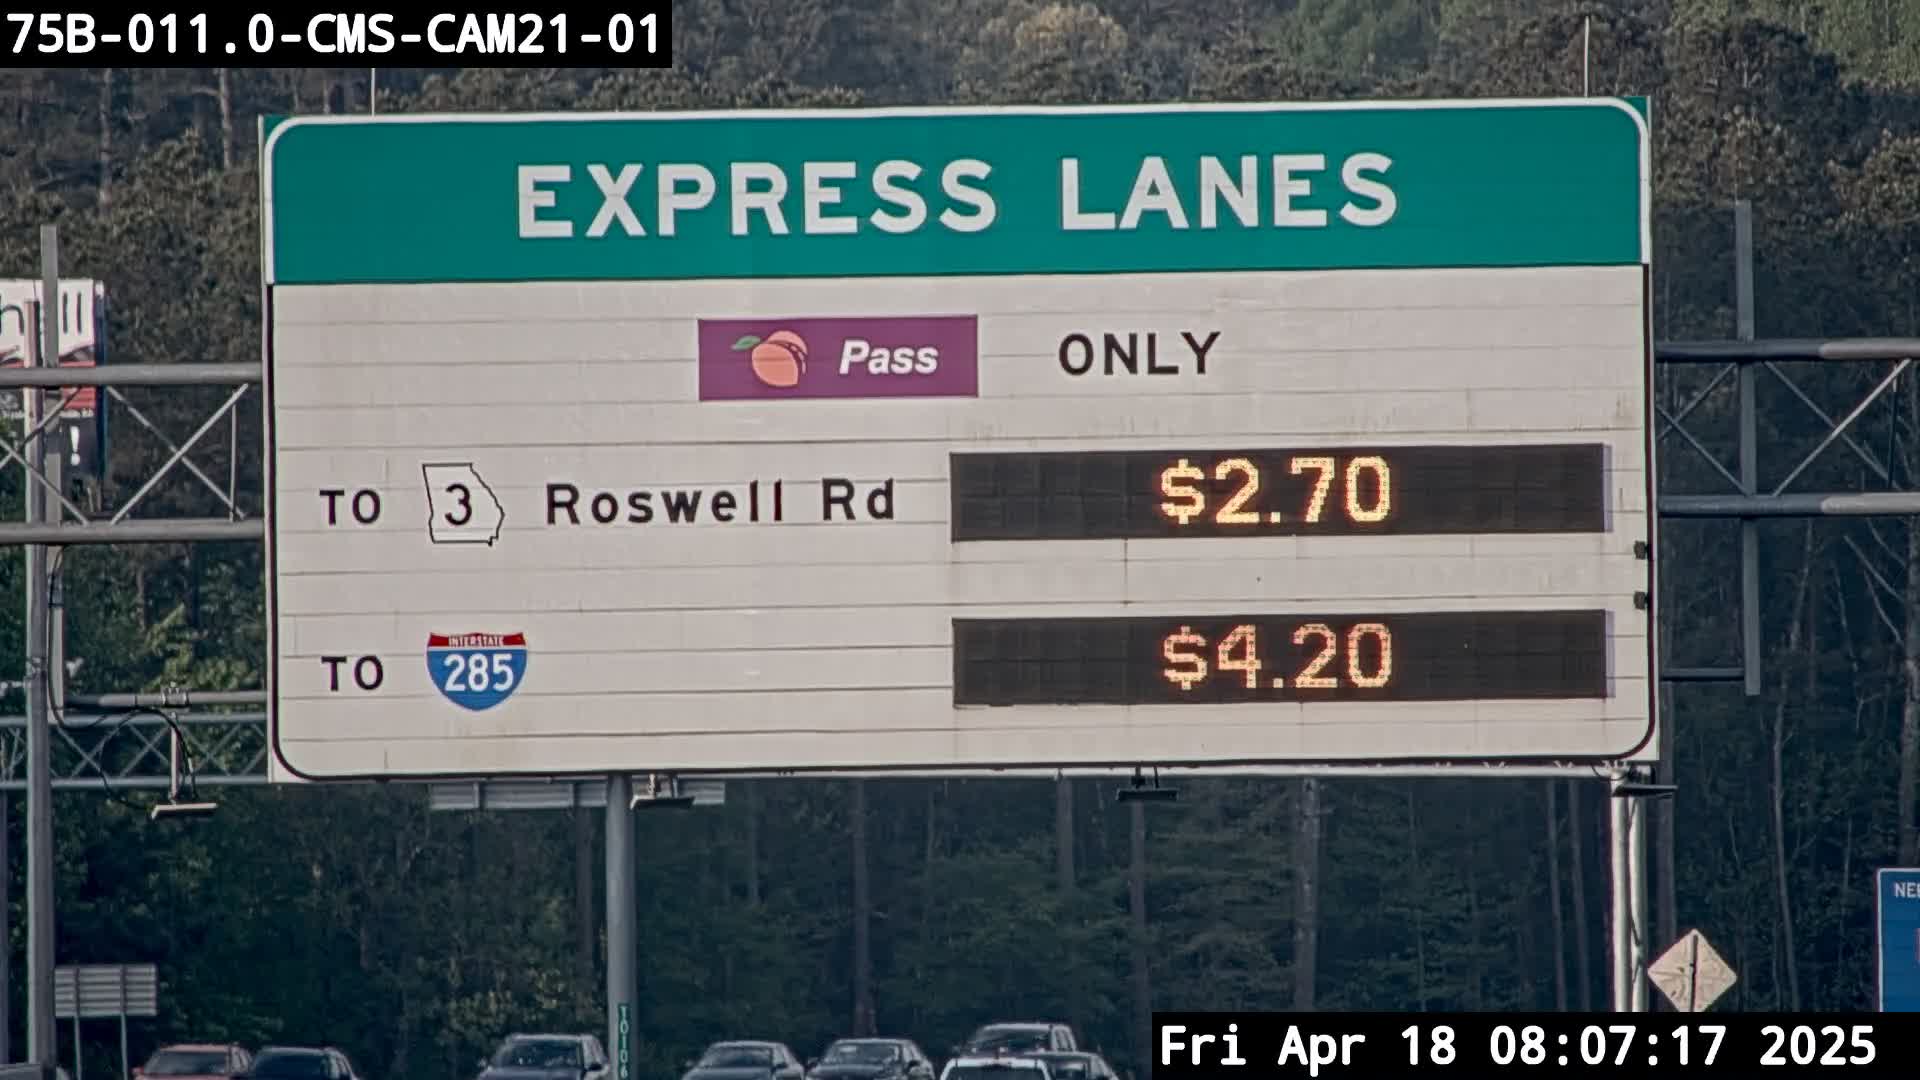 75B-011.0-CMS-CAM21-01
EXPRESS LANES
Pass ONLY
TO 3 Roswell Rd $2.70
TO INTERSTATE 285 $4.20
Fri Apr 18 08:07:17 2025